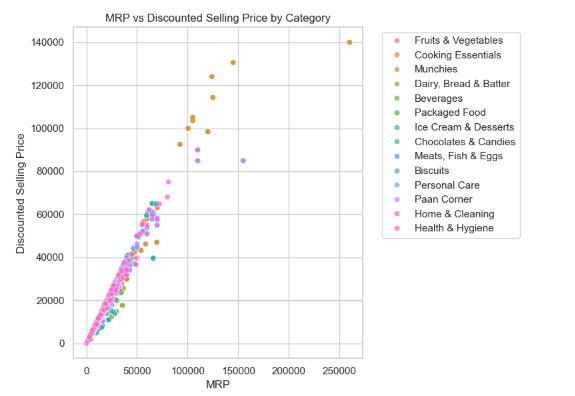 MRP vs Discounted Selling Price by Category
Discounted Selling Price
140000
120000
100000
80000
60000
40000
20000
0
0
50000
100000
150000
200000
250000
MRP
Fruits & Vegetables
Cooking Essentials
Munchies
Dairy, Bread & Batter
Beverages
Packaged Food
Ice Cream & Desserts
Chocolates & Candies
Meats, Fish & Eggs
Biscuits
Personal Care
Paan Corner
Home & Cleaning
Health & Hygiene